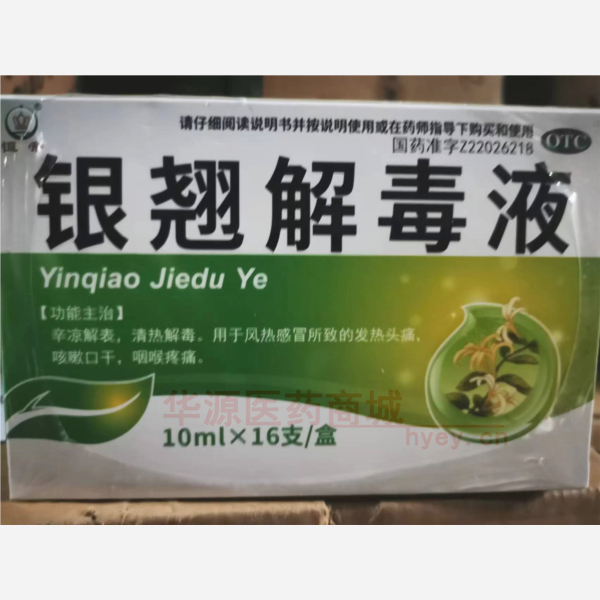 请仔细阅读说明书并按说明使用或在药师指导下购买和使用
国药准字Z22026218
OTC
银翘解毒液
Yinqiao Jiedu Ye
【功能主治】
辛凉解表，清热解毒。用于风热感冒所致的发热头痛，
咳嗽口干，咽喉疼痛。
华源医药商城
hyey.cn
10ml×16支/盒